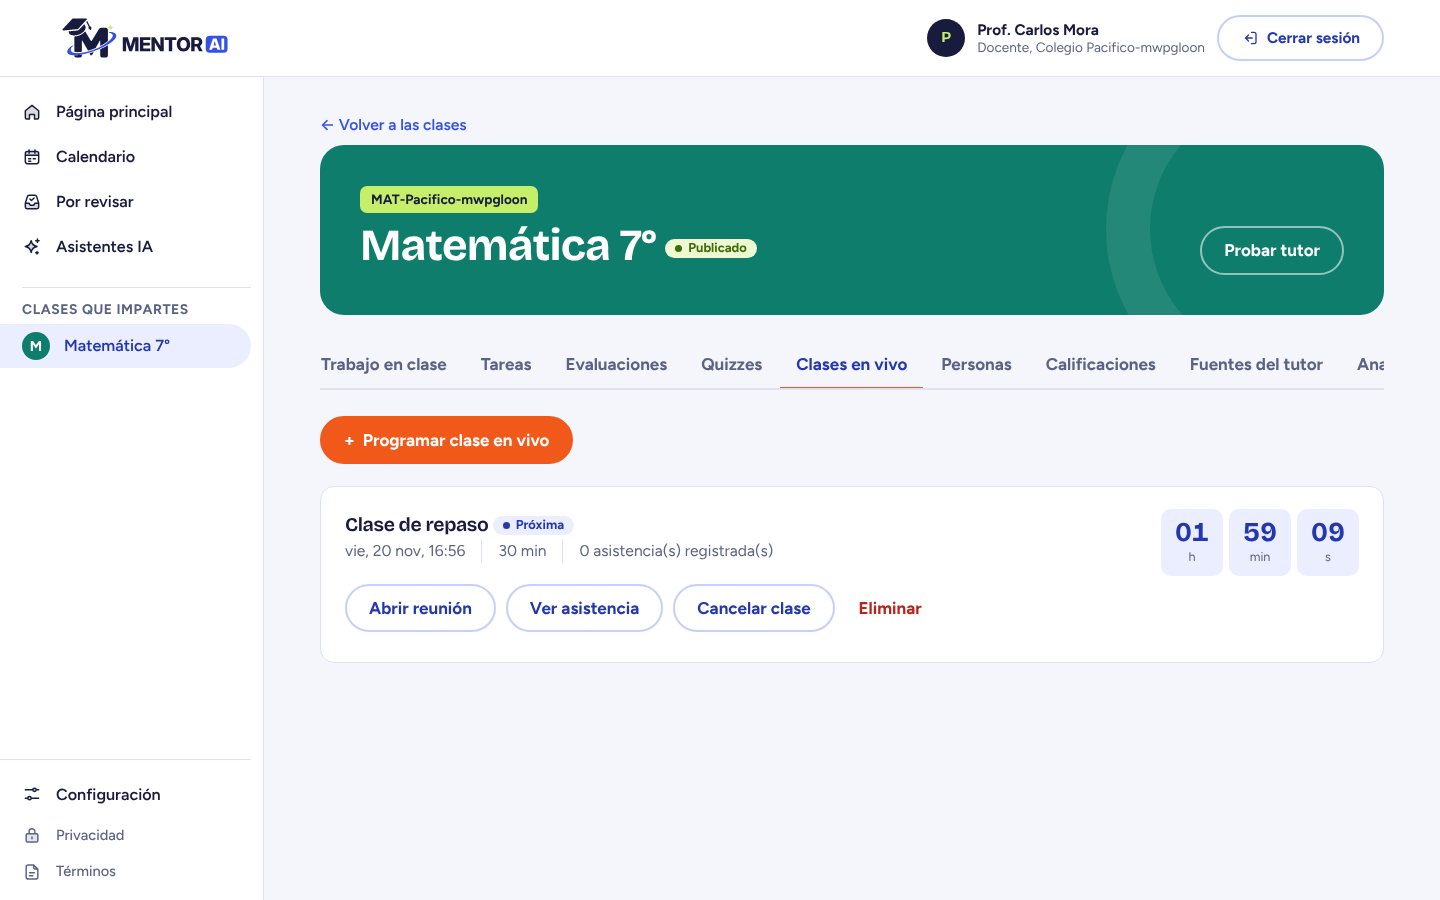 MENTOR AI
P
Prof. Carlos Mora
Docente, Colegio Pacifico-mwpgloon
Cerrar sesión
Página principal
Calendario
Por revisar
Asistentes IA
CLASES QUE IMPARTES
M Matemática 7°
Configuración
Privacidad
Términos
← Volver a las clases
MAT-Pacifico-mwpgloon
Matemática 7° Publicado
Probar tutor
Trabajo en clase Tareas Evaluaciones Quizzes Clases en vivo Personas Calificaciones Fuentes del tutor Ana
+ Programar clase en vivo
Clase de repaso Próxima
vie, 20 nov, 16:56 30 min 0 asistencia(s) registrada(s)
01 59 09
h min s
Abrir reunión Ver asistencia Cancelar clase Eliminar